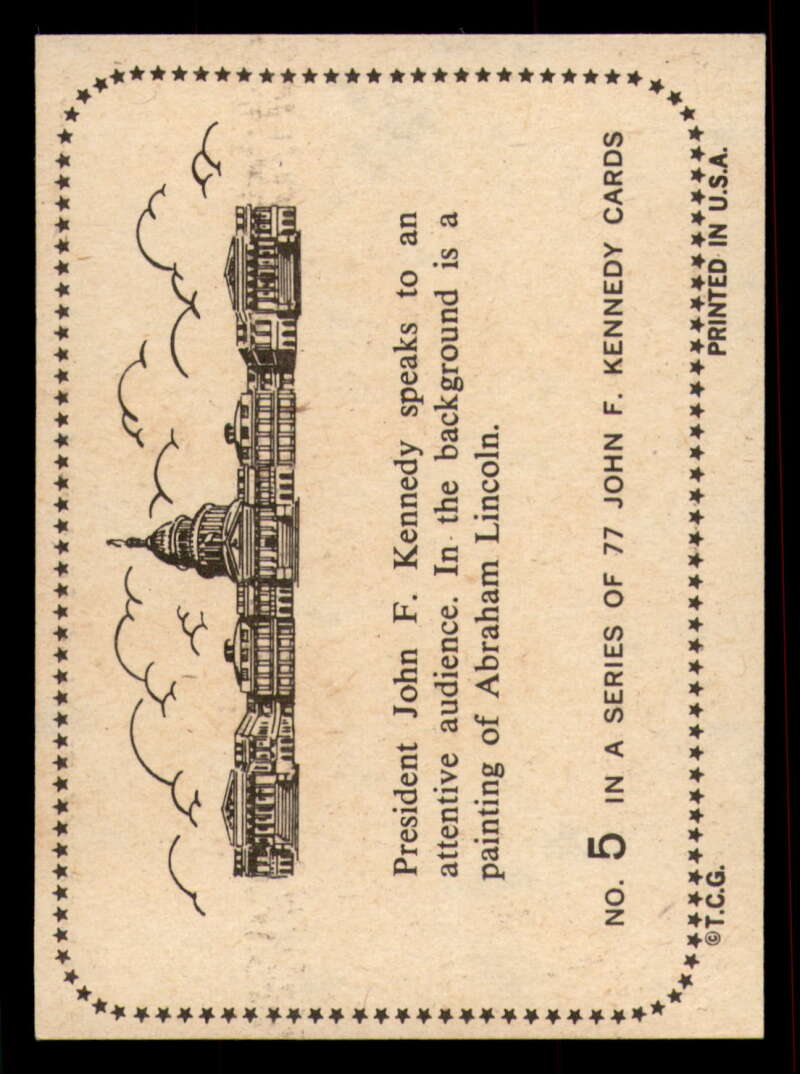 President John F. Kennedy speaks to an
attentive audience. In the background is a
painting of Abraham Lincoln.
NO. 5 IN A SERIES OF 77 JOHN F. KENNEDY CARDS
©T.C.G. PRINTED IN U.S.A.